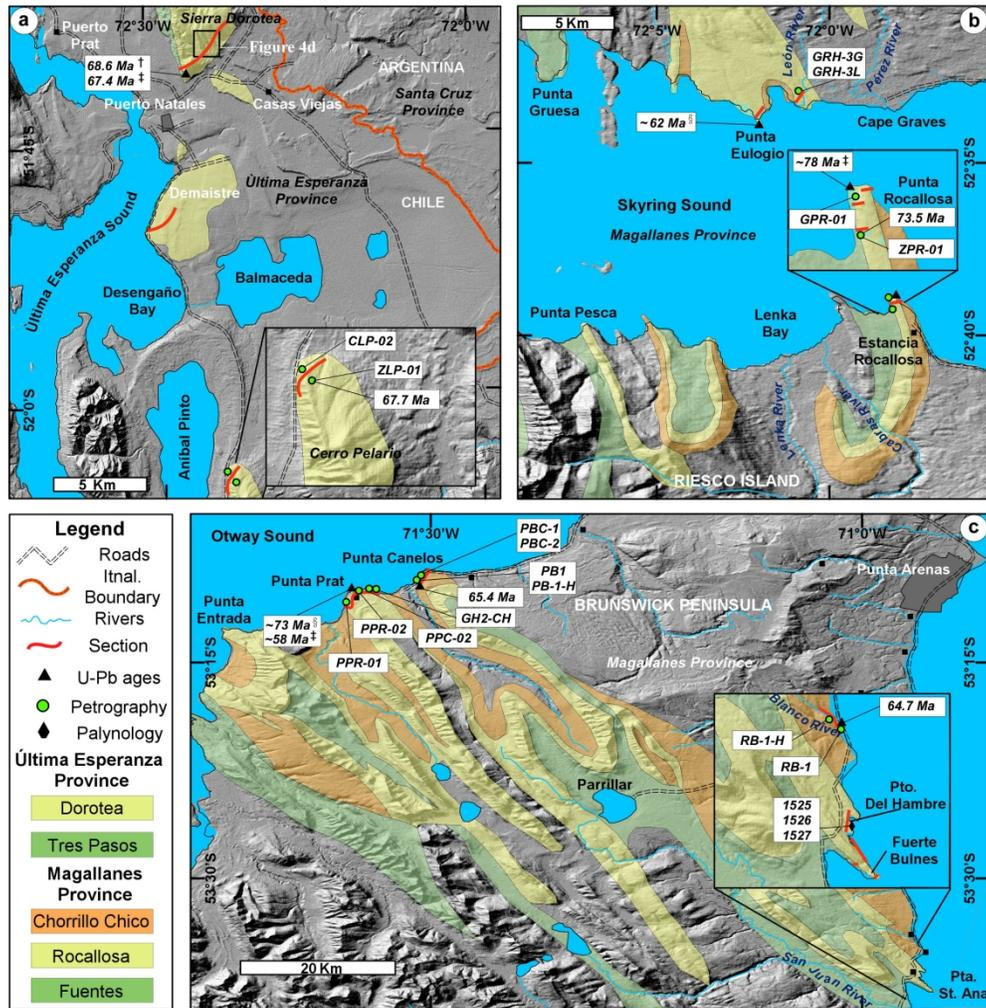 a
Puerto
Prat
72°30'W
Sierra Dorotea
72°0'W
Figure 4d
68.6 Ma †
67.4 Ma ‡
ARGENTINA
Santa Cruz
Province
Puerto Natales
Casas Viejas
51°45'S
Demaistre
Ùltima Esperanza
Province
CHILE
Ùltima Esperanza Sound
Balmaceda
Desengaño
Bay
52°0'S
Anibal Pinto
CLP-02
ZLP-01
67.7 Ma
Cerro Pelario
5 Km
b
5 Km
72°5'W
72°0'W
León River
Pérez River
GRH-3G
GRH-3L
Punta
Gruesa
~ 62 Ma
Punta
Eulogio
Cape Graves
52°35'S
~78 Ma ‡
Punta
Rocallosa
GPR-01
73.5 Ma
ZPR-01
Skyring Sound
Magallanes Province
Punta Pesca
Lenka
Bay
52°40'S
Estancia
Rocallosa
Lenka River
Cabras River
RIESCO ISLAND
Legend
Roads
Itnal.
Boundary
Rivers
Section
U-Pb ages
Petrography
Palynology
Última Esperanza
Province
Dorotea
Tres Pasos
Magallanes
Province
Chorrillo Chico
Rocallosa
Fuentes
c
Otway Sound
71°30'W
71°0'W
PBC-1
PBC-2
Punta Canelos
Punta Prat
PB1
PB-1-H
Punta Arenas
Punta
Entrada
65.4 Ma
BRUNSWICK PENINSULA
~73 Ma
~58 Ma ‡
PPR-02
GH2-CH
PPC-02
PPR-01
Magallanes Province
53°15'S
Blanco River
64.7 Ma
RB-1-H
RB-1
Pto.
Del Hambre
1525
1526
1527
Fuerte
Bulnes
Parrillar
53°30'S
20 Km
San Juan River
Pta.
St. Ana